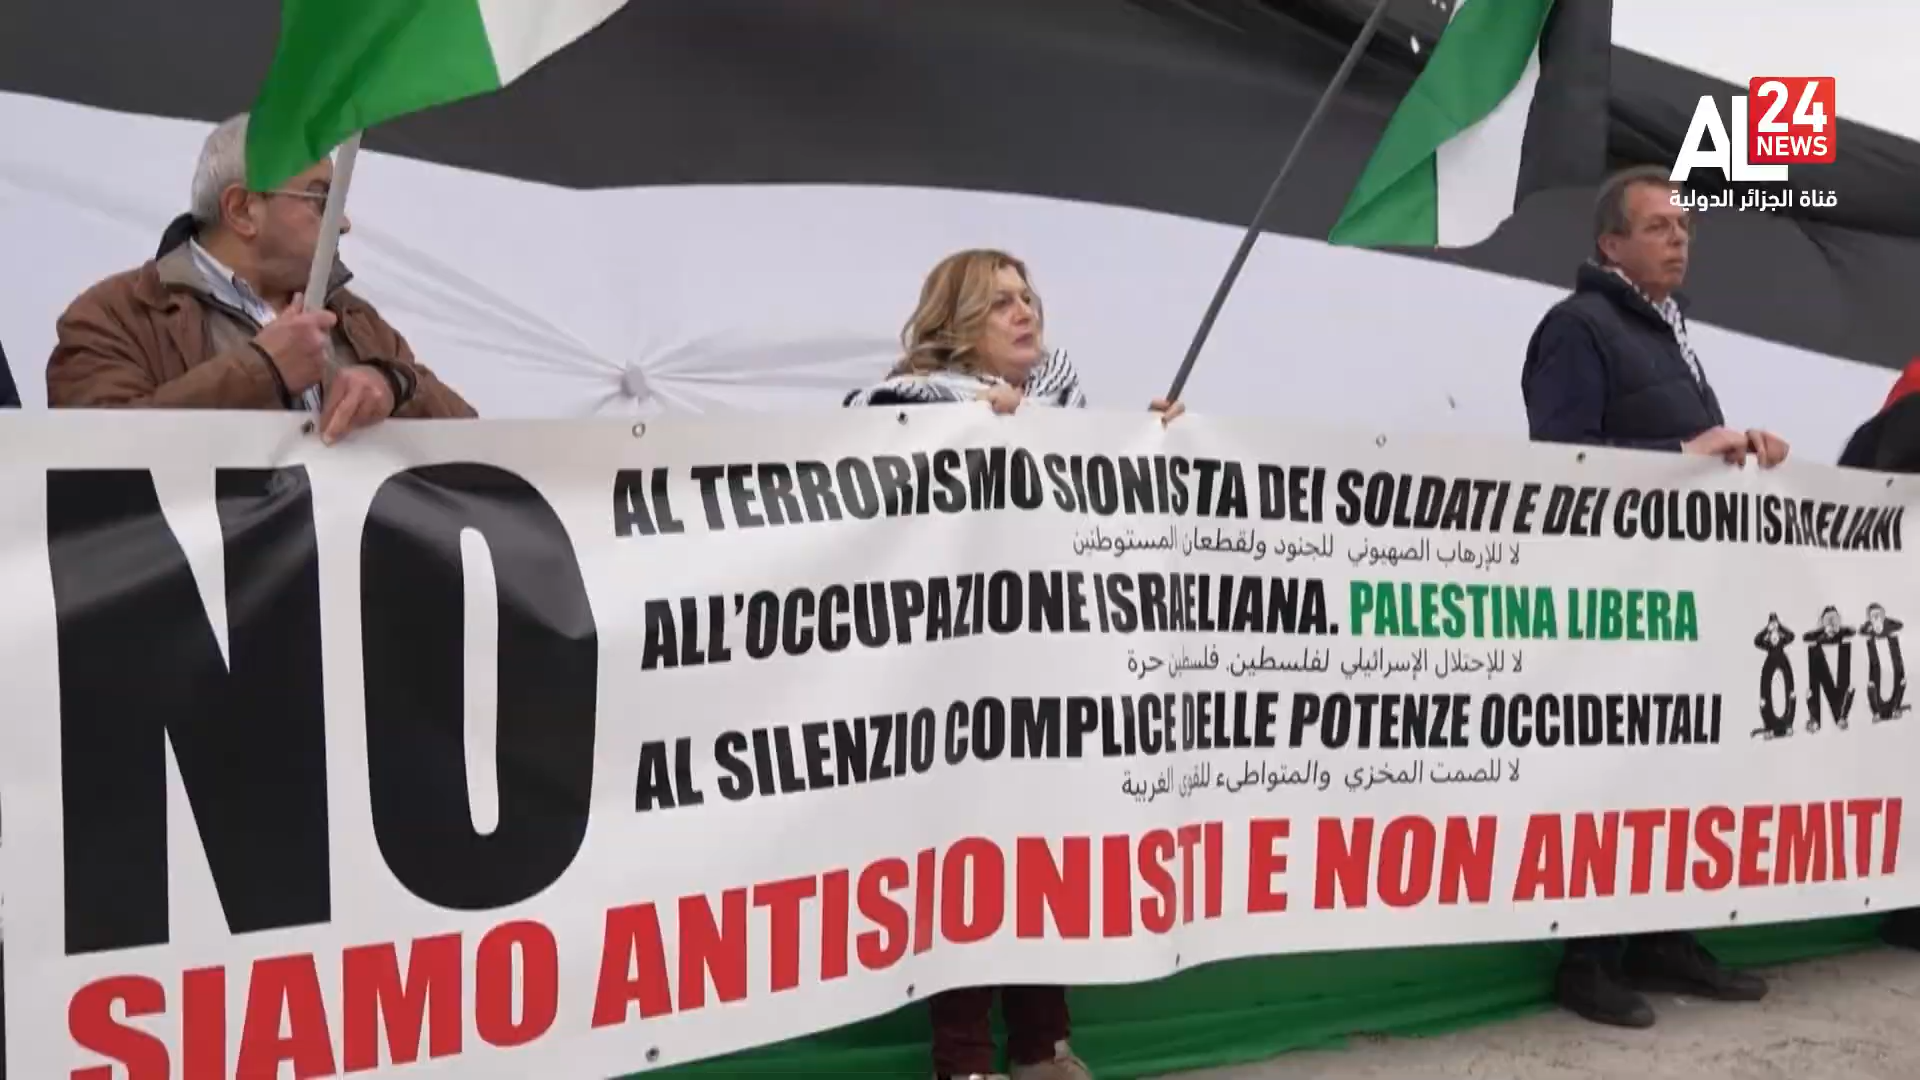 AL 24 NEWS
قناة الجزائر الدولية
NO
AL TERRORISMO SIONISTA DEI SOLDATI E DEI COLONI ISRAELIANI
لا للإرهاب الصهيوني للجنود ولقطعان المستوطنين
ALL'OCCUPAZIONE ISRAELIANA. PALESTINA LIBERA
لا للإحتلال الإسرائيلي لفلسطين. فلسطين حرة
AL SILENZIO COMPLICE DELLE POTENZE OCCIDENTALI
لا للصمت المخزي والمتواطىء للقوى الغربية
ONU
SIAMO ANTISIONISTI E NON ANTISEMITI